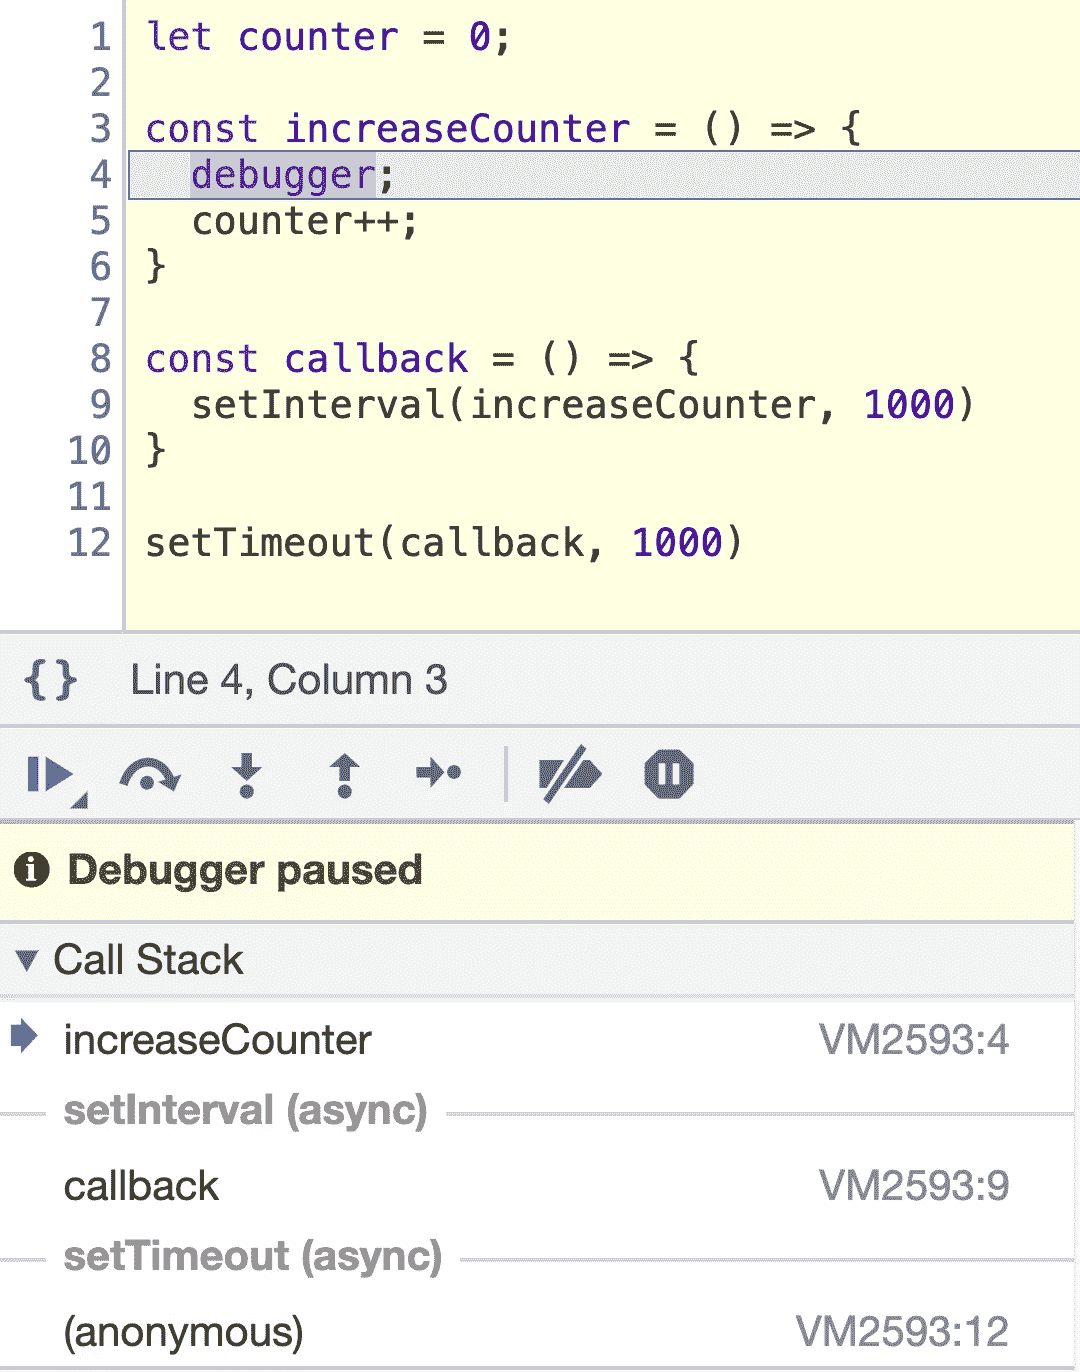 1 let counter = 0;
2
3 const increaseCounter = () => {
4 debugger;
5 counter++;
6 }
7
8 const callback = () => {
9 setInterval(increaseCounter, 1000)
10 }
11
12 setTimeout(callback, 1000)
{} Line 4, Column 3
Debugger paused
Call Stack
increaseCounter VM2593:4
setInterval (async)
callback VM2593:9
setTimeout (async)
(anonymous) VM2593:12